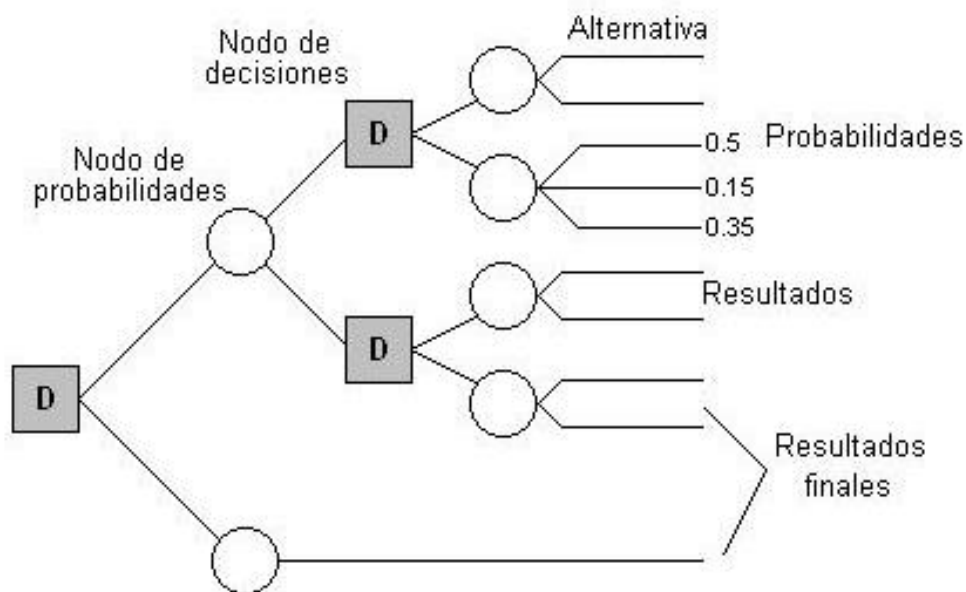 Alternativa
Nodo de
decisiones
D
0.5
Probabilidades
Nodo de
probabilidades
0.15
0.35
Resultados
D
D
Resultados
finales